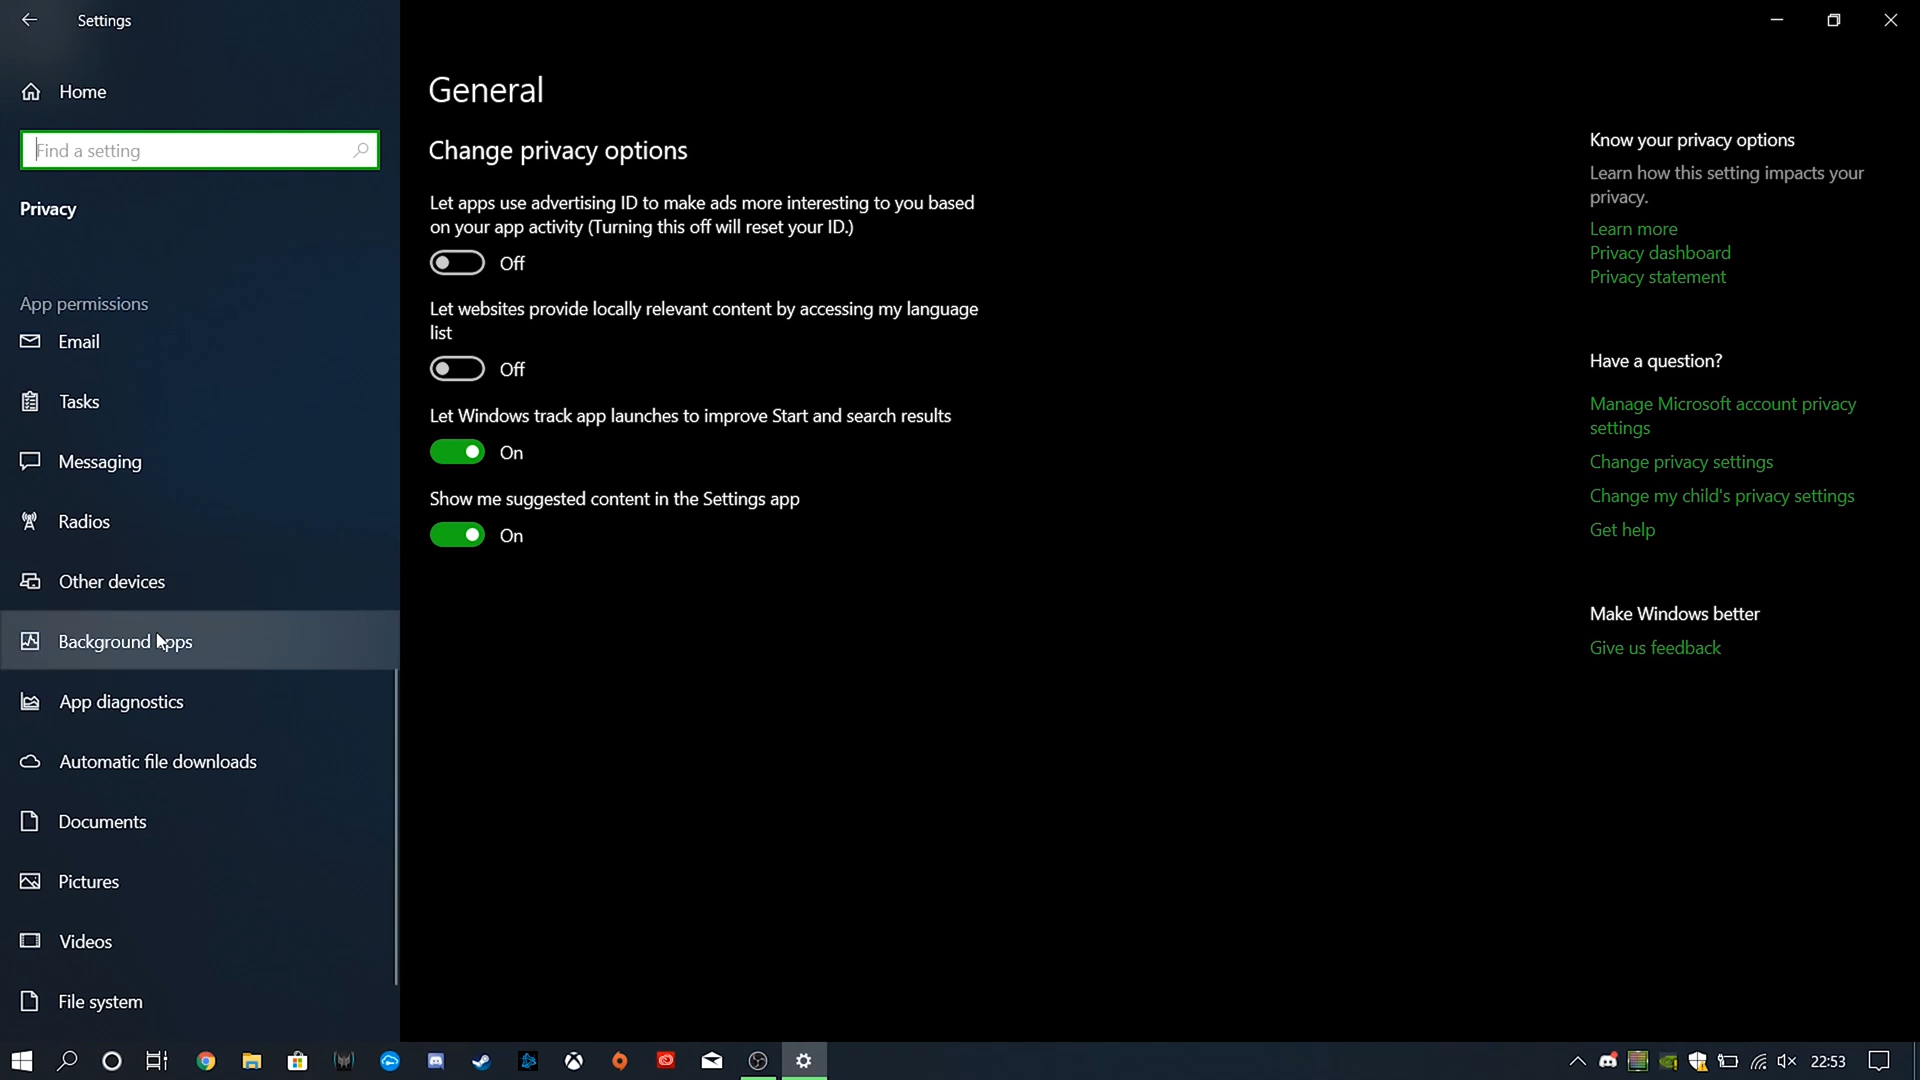 Settings
Home
Find a setting
Privacy
App permissions
Email
Tasks
Messaging
Radios
Other devices
Background apps
App diagnostics
Automatic file downloads
Documents
Pictures
Videos
File system
General
Change privacy options
Let apps use advertising ID to make ads more interesting to you based
on your app activity (Turning this off will reset your ID.)
Off
Let websites provide locally relevant content by accessing my language
list
Off
Let Windows track app launches to improve Start and search results
On
Show me suggested content in the Settings app
On
Know your privacy options
Learn how this setting impacts your
privacy.
Learn more
Privacy dashboard
Privacy statement
Have a question?
Manage Microsoft account privacy
settings
Change privacy settings
Change my child's privacy settings
Get help
Make Windows better
Give us feedback
22:53